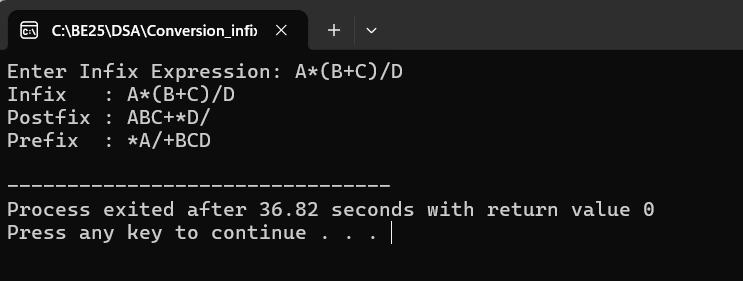 C:\BE25\DSA\Conversion_infix
Enter Infix Expression: A*(B+C)/D
Infix   : A*(B+C)/D
Postfix : ABC+*D/
Prefix  : *A/+BCD
--------------------------------
Process exited after 36.82 seconds with return value 0
Press any key to continue . . .